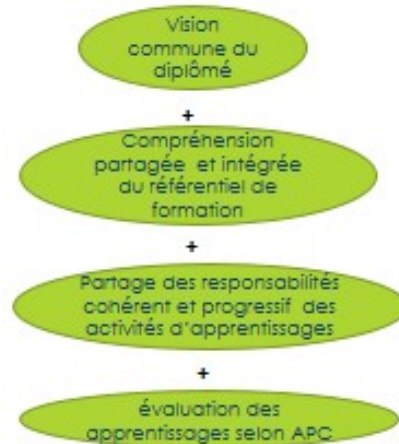 Vision
commune du
diplômé
+
Compréhension
partagée et intégrée
du référentiel de
formation
+
Partage des responsabilités
cohérent et progressif des
activités d'apprentissages
+
évaluation des
apprentissages selon APC